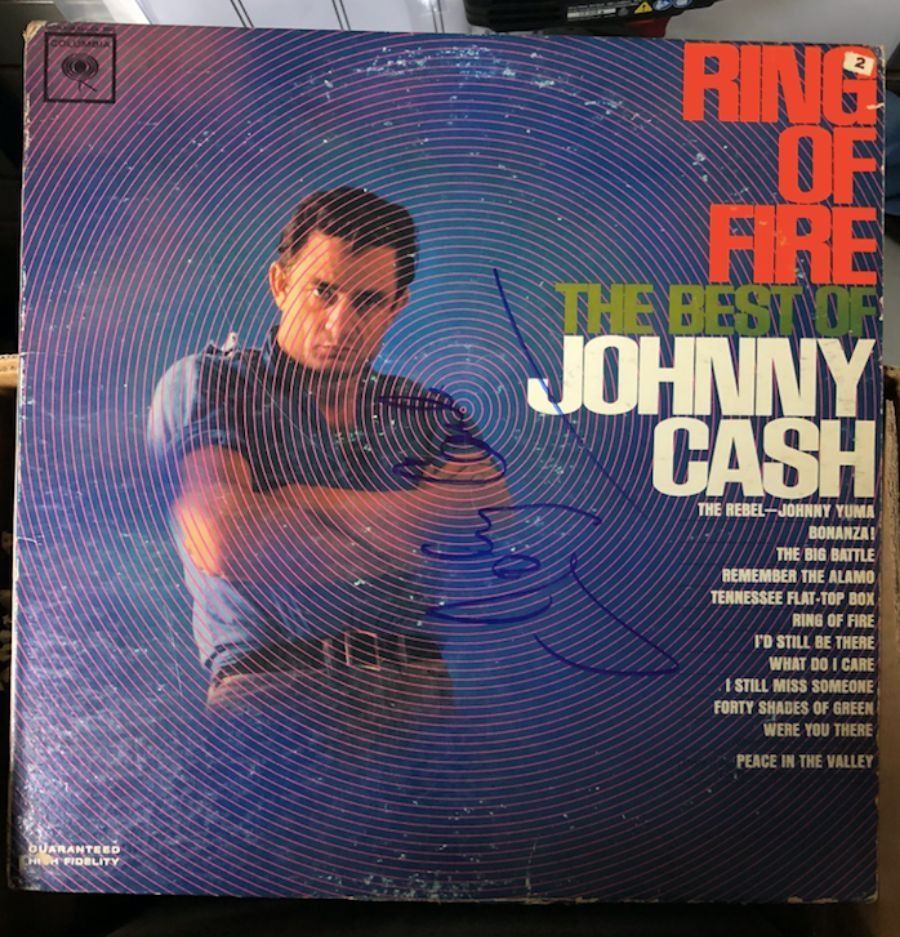 COLUMBIA
2
RING
OF
FIRE
THE BEST OF
JOHNNY
CASH
THE REBEL—JOHNNY YUMA
BONANZA!
THE BIG BATTLE
REMEMBER THE ALAMO
TENNESSEE FLAT-TOP BOX
RING OF FIRE
I'D STILL BE THERE
WHAT DO I CARE
I STILL MISS SOMEONE
FORTY SHADES OF GREEN
WERE YOU THERE
PEACE IN THE VALLEY
GUARANTEED
HIGH FIDELITY